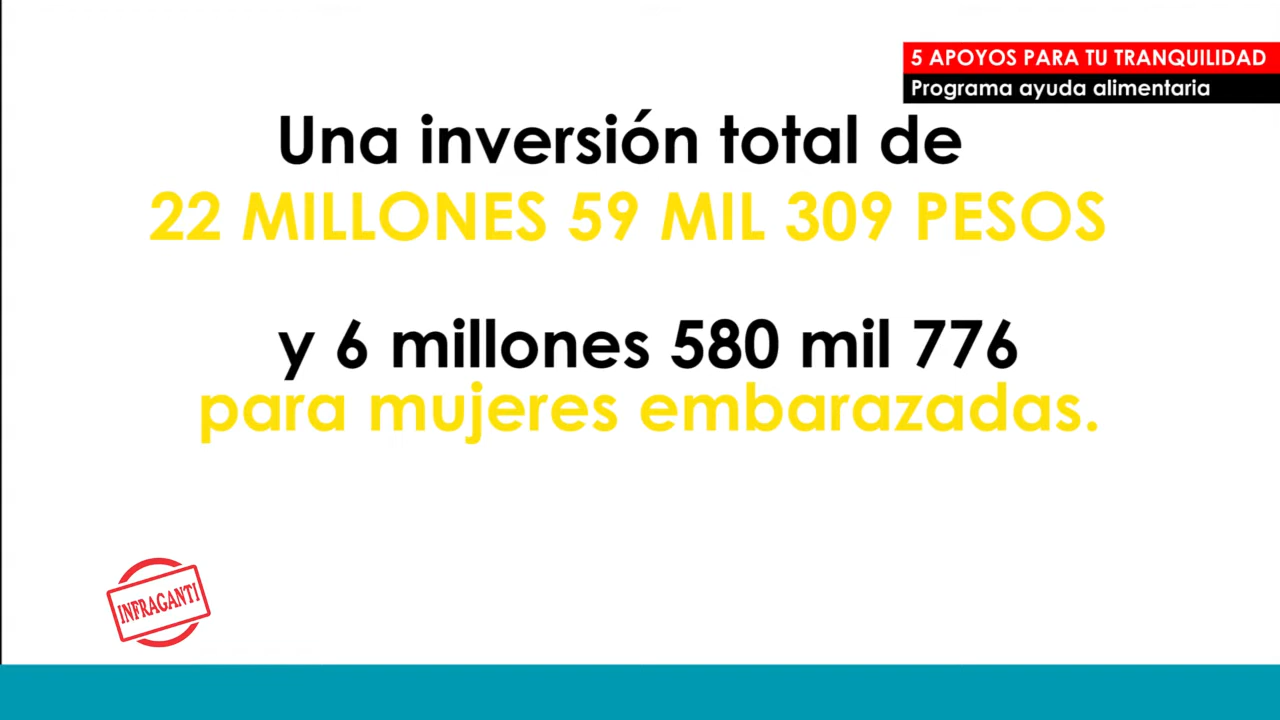 5 APOYOS PARA TU TRANQUILIDAD
Programa ayuda alimentaria
Una inversión total de
22 MILLONES 59 MIL 309 PESOS
y 6 millones 580 mil 776
para mujeres embarazadas.
INFRAGANTI